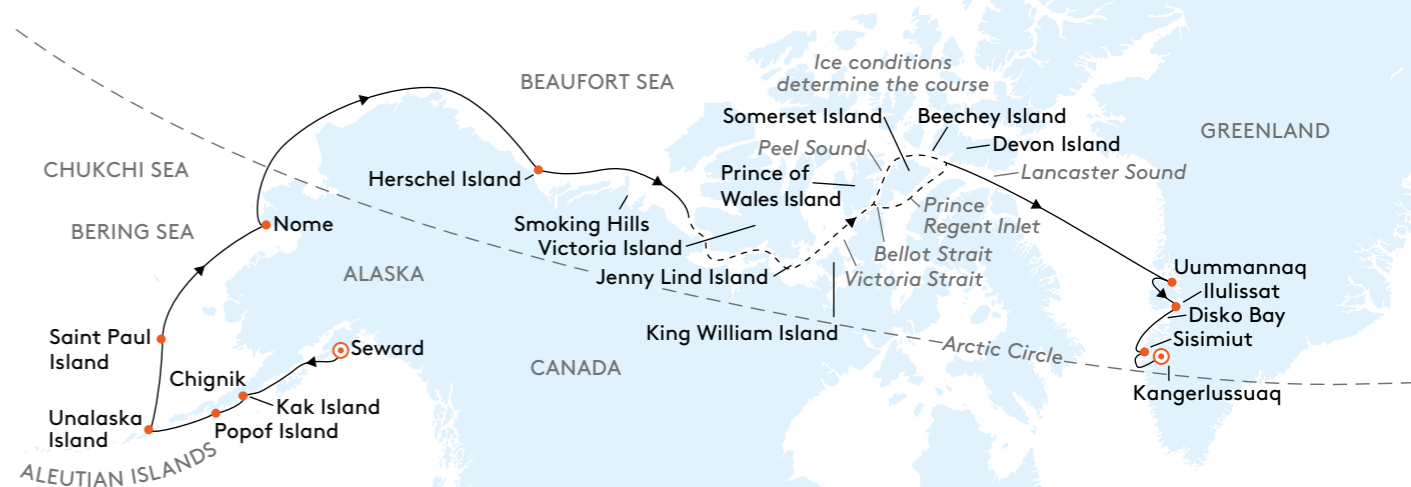 BEAUFORT SEA
Ice conditions
determine the course
Somerset Island
Beechey Island
GREENLAND
Devon Island
Peel Sound
CHUKCHI SEA
Herschel Island
Prince of
Wales Island
Lancaster Sound
BERING SEA
Nome
Smoking Hills
Victoria Island
Prince
Regent Inlet
Bellot Strait
ALASKA
Jenny Lind Island
Victoria Strait
Uummannaq
Ilulissat
Disko Bay
Saint Paul
Island
Seward
King William Island
Arctic Circle
Sisimiut
Chignik
CANADA
Kangerlussuaq
Kak Island
Unalaska
Island
Popof Island
ALEUTIAN ISLANDS